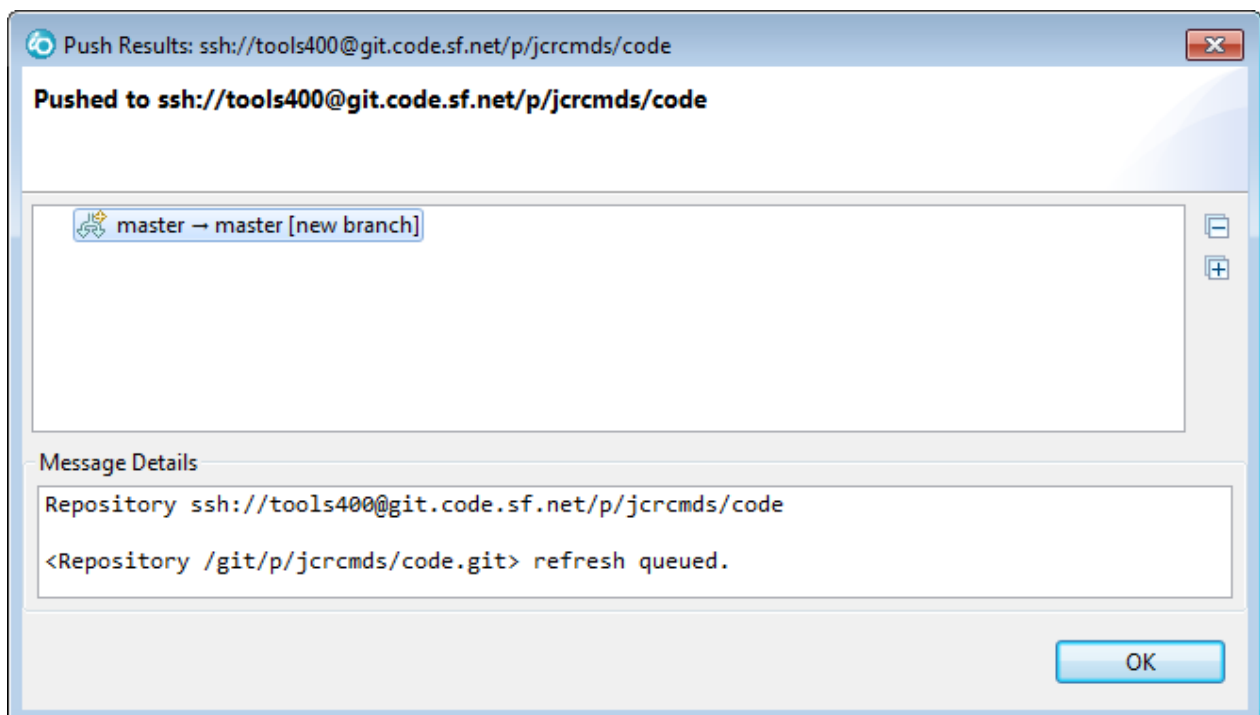 Push Results: ssh://tools400@git.code.sf.net/p/jcrcmds/code
Pushed to ssh://tools400@git.code.sf.net/p/jcrcmds/code
master → master [new branch]
Message Details
Repository ssh://tools400@git.code.sf.net/p/jcrcmds/code
<Repository /git/p/jcrcmds/code.git> refresh queued.
OK